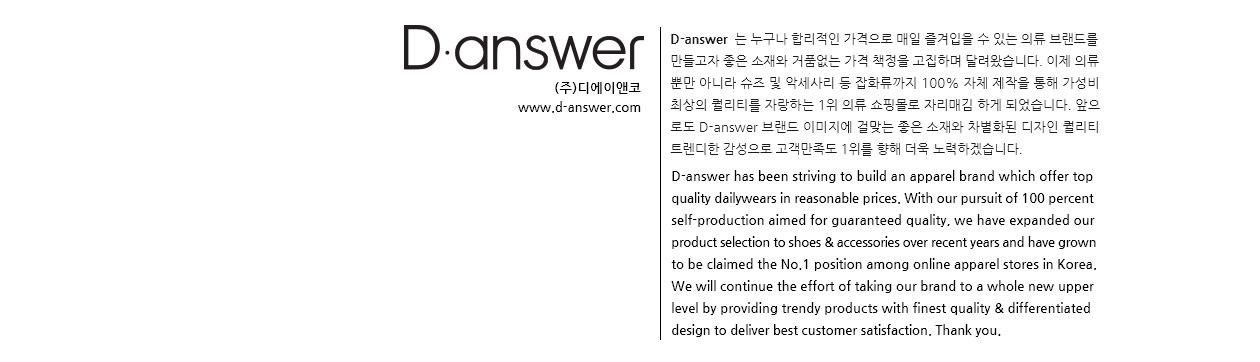 D·answer
(주)디에이앤코
www.d-answer.com
D-answer 는 누구나 합리적인 가격으로 매일 즐겨입을 수 있는 의류 브랜드를
만들고자 좋은 소재와 거품없는 가격 책정을 고집하며 달려왔습니다. 이제 의류
뿐만 아니라 슈즈 및 악세사리 등 잡화류까지 100% 자체 제작을 통해 가성비
최상의 퀄리티를 자랑하는 1위 의류 쇼핑몰로 자리매김 하게 되었습니다. 앞으
로도 D-answer 브랜드 이미지에 걸맞는 좋은 소재와 차별화된 디자인 퀄리티
트렌디한 감성으로 고객만족도 1위를 향해 더욱 노력하겠습니다.
D-answer has been striving to build an apparel brand which offer top
quality dailywears in reasonable prices. With our pursuit of 100 percent
self-production aimed for guaranteed quality, we have expanded our
product selection to shoes & accessories over recent years and have grown
to be claimed the No.1 position among online apparel stores in Korea.
We will continue the effort of taking our brand to a whole new upper
level by providing trendy products with finest quality & differentiated
design to deliver best customer satisfaction. Thank you.